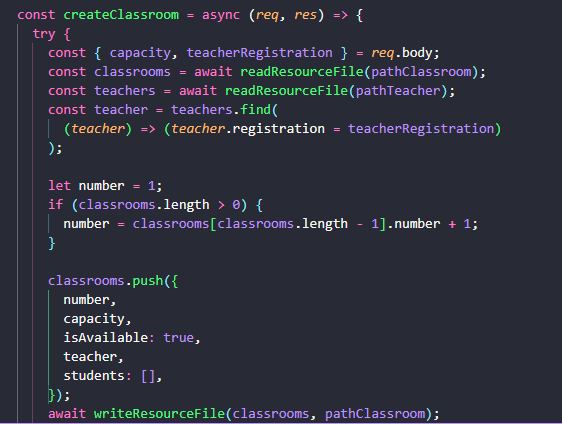 const createClassroom = async (req, res) => {
  try {
    const { capacity, teacherRegistration } = req.body;
    const classrooms = await readResourceFile(pathClassroom);
    const teachers = await readResourceFile(pathTeacher);
    const teacher = teachers.find(
      (teacher) => (teacher.registration = teacherRegistration)
    );

    let number = 1;
    if (classrooms.length > 0) {
      number = classrooms[classrooms.length - 1].number + 1;
    }

    classrooms.push({
      number,
      capacity,
      isAvailable: true,
      teacher,
      students: [],
    });
    await writeResourceFile(classrooms, pathClassroom);